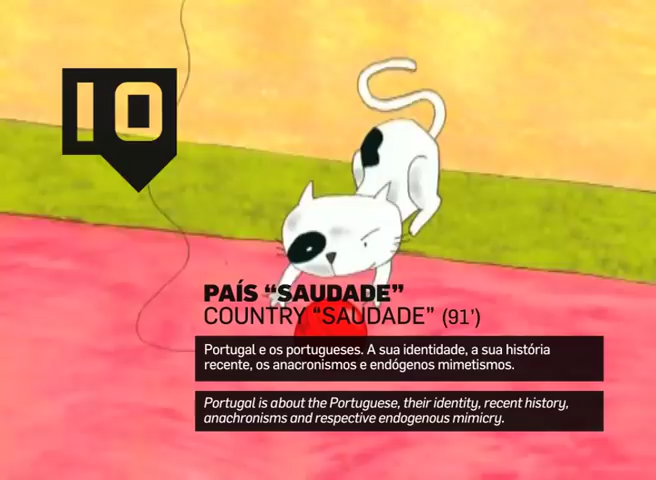 10
PAÍS “SAUDADE”
COUNTRY “SAUDADE” (91’)
Portugal e os portugueses. A sua identidade, a sua história
recente, os anacronismos e endógenos mimetismos.
Portugal is about the Portuguese, their identity, recent history,
anachronisms and respective endogenous mimicry.